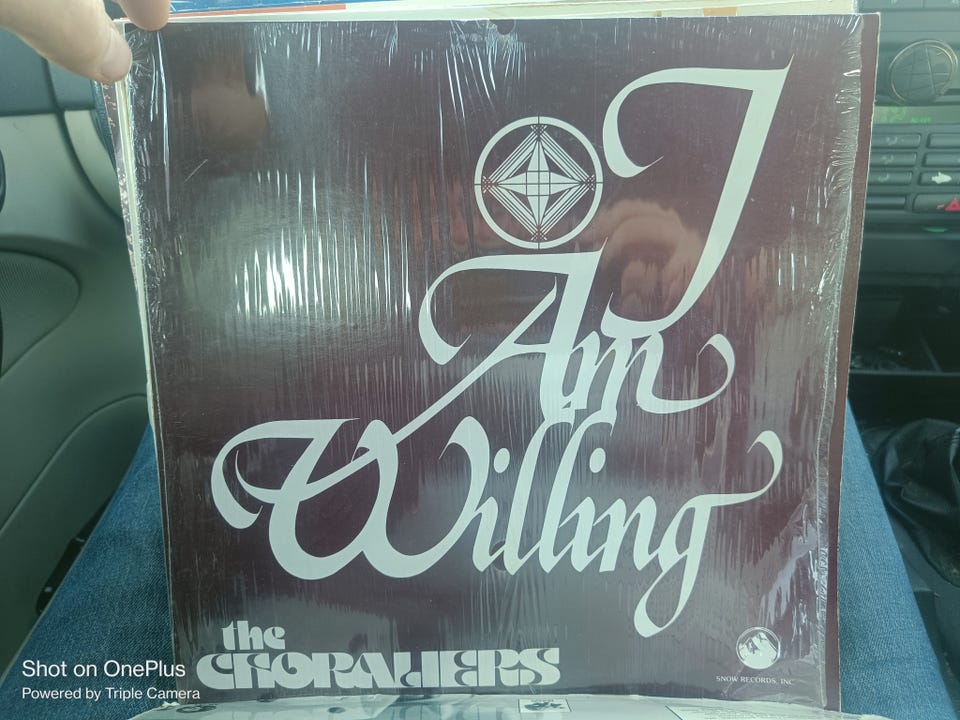 I
Am
Willing
the
CHORALIERS
SNOW RECORDS, INC
Shot on OnePlus
Powered by Triple Camera